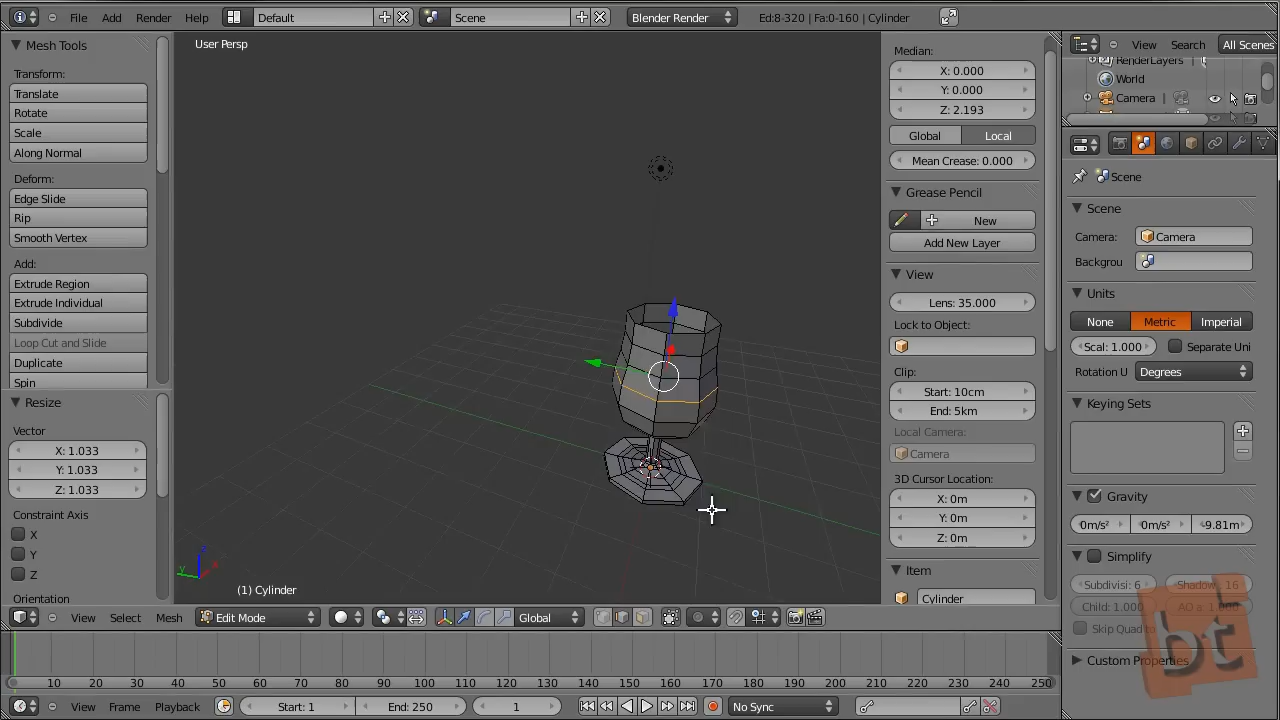 File Add Render Help Default Scene Blender Render Ed:8-320 | Fa:0-160 | Cylinder
Mesh Tools
Transform:
Translate
Rotate
Scale
Along Normal
Deform:
Edge Slide
Rip
Smooth Vertex
Add:
Extrude Region
Extrude Individual
Subdivide
Loop Cut and Slide
Duplicate
Spin
Resize
Vector
X: 1.033
Y: 1.033
Z: 1.033
Constraint Axis
X
Y
Z
Orientation
User Persp
(1) Cylinder
Median:
X: 0.000
Y: 0.000
Z: 2.193
Global Local
Mean Crease: 0.000
Grease Pencil
New
Add New Layer
View
Lens: 35.000
Lock to Object:
Clip:
Start: 10cm
End: 5km
Local Camera:
Camera
3D Cursor Location:
X: 0m
Y: 0m
Z: 0m
Item
Cylinder
View Search All Scenes
RenderLayers |
World
Camera |
Scene
Scene
Camera: Camera
Backgrou
Units
None Metric Imperial
Scal: 1.000 Separate Uni
Rotation U Degrees
Keying Sets
Gravity
0m/s² 0m/s² -9.81m
Simplify
Subdivisi: 6 Shadow: 16
Child: 1.000 AO a: 1.000
Skip Quad to
bt
Custom Properties
View Select Mesh Edit Mode Global
10 20 30 40 50 60 70 80 90 100 110 120 130 140 150 160 170 180 190 200 210 220 230 240 250
View Frame Playback Start: 1 End: 250 1 No Sync